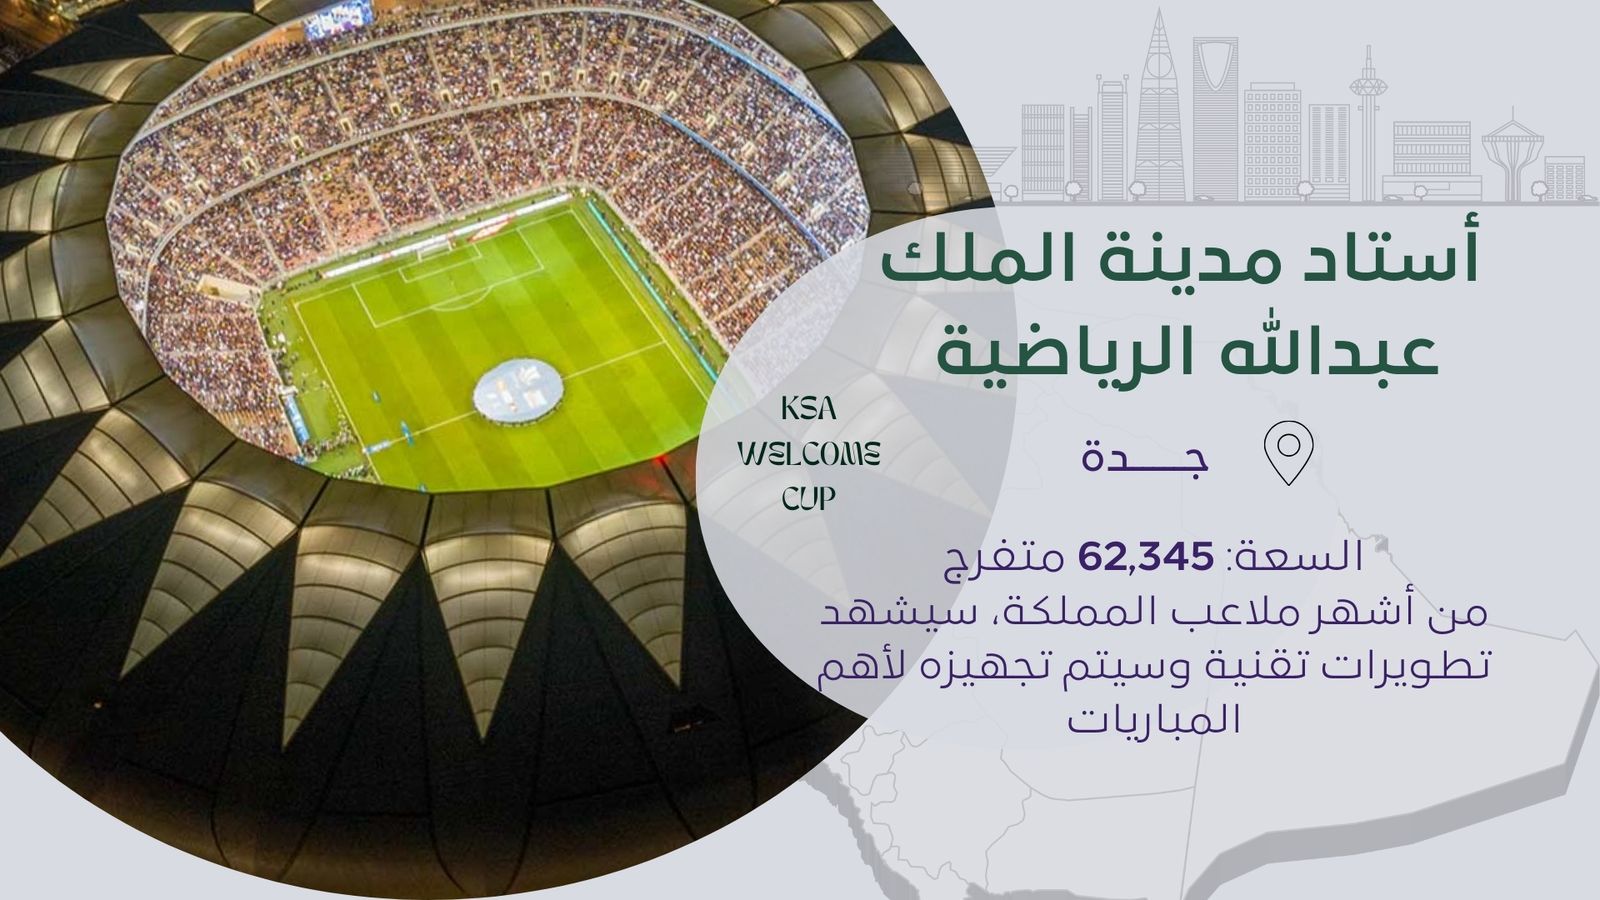 أستاد مدينة الملك
عبدالله الرياضية
KSA
WELCOME
CUP
جــــدة
السعة: 62,345 متفرج
من أشهر ملاعب المملكة، سيشهد
تطويرات تقنية وسيتم تجهيزه لأهم
المباريات